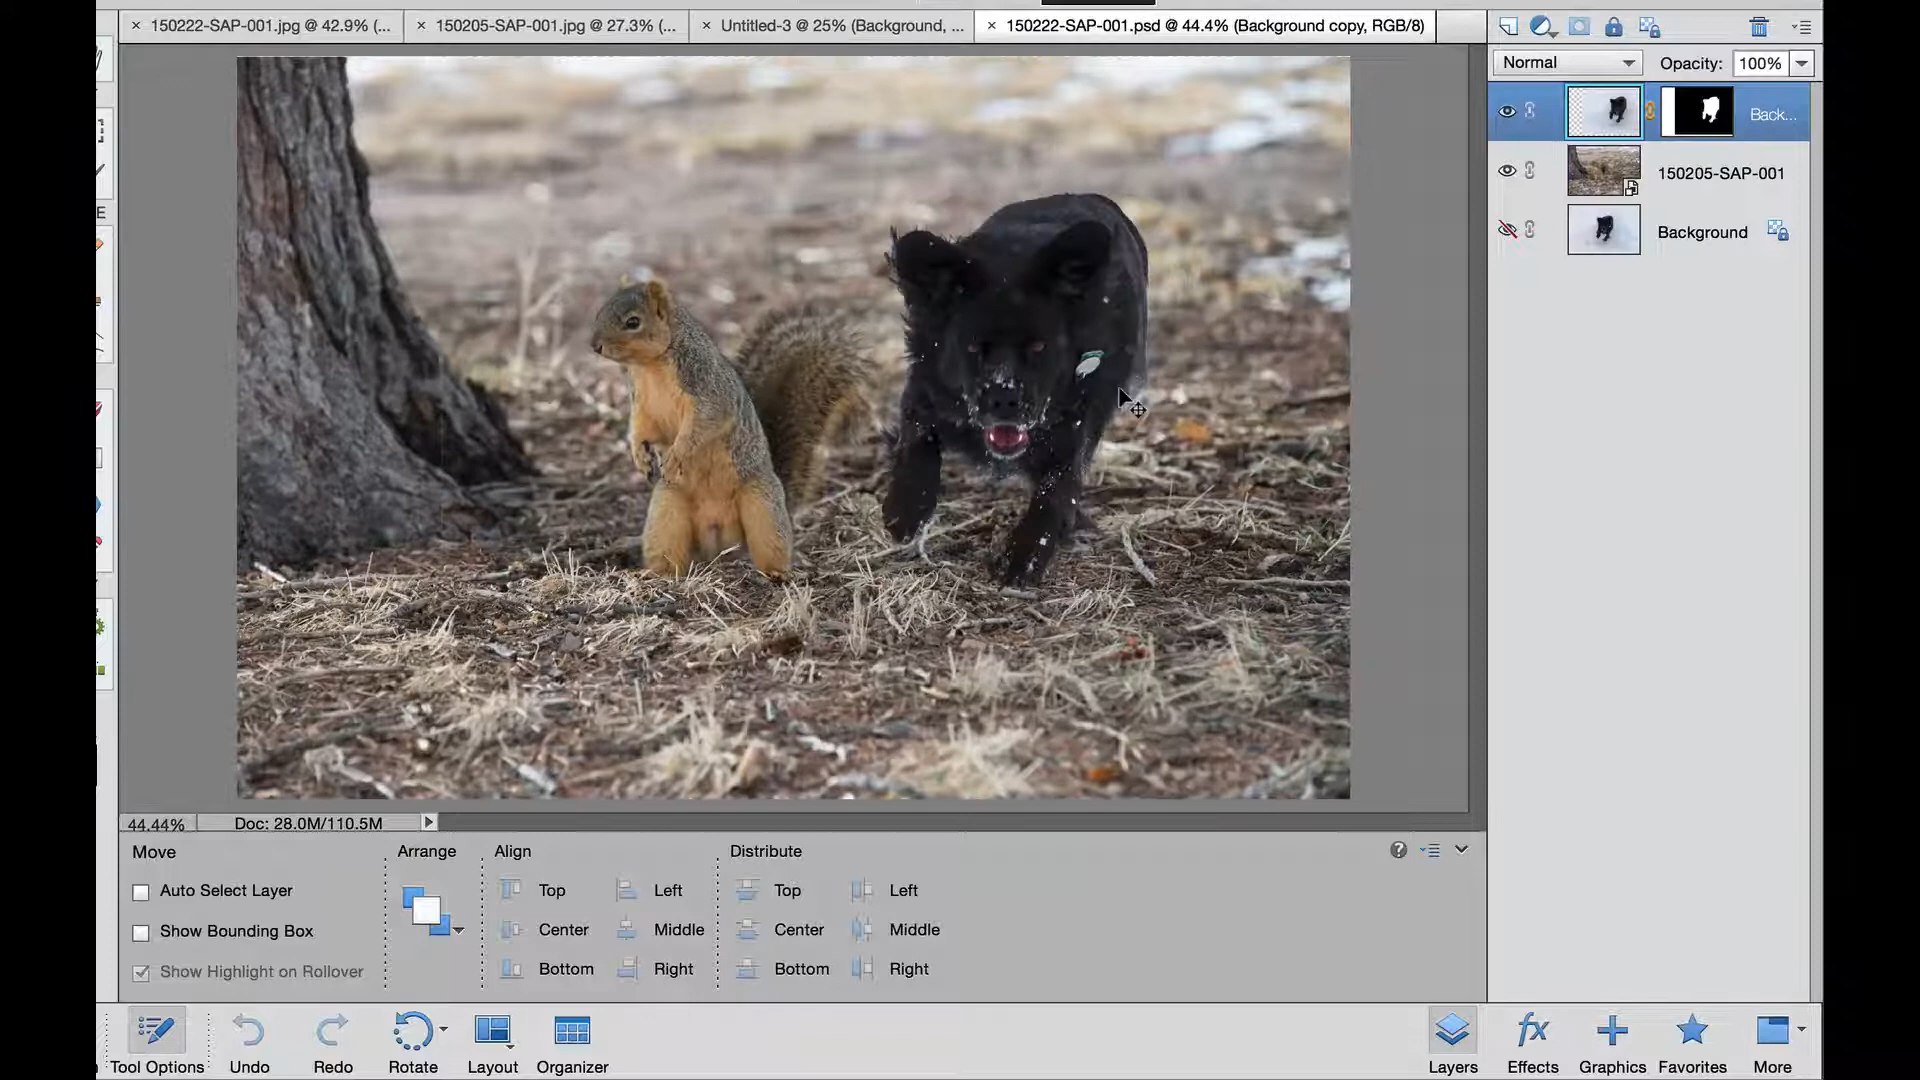 150222-SAP-001.jpg @ 42.9% (...
150205-SAP-001.jpg @ 27.3% (...
Untitled-3 @ 25% (Background, ...
150222-SAP-001.psd @ 44.4% (Background copy, RGB/8)
Normal
Opacity: 100%
Back...
150205-SAP-001
Background
E
44.44%
Doc: 28.0M/110.5M
Move
Arrange
Align
Distribute
Auto Select Layer
Top
Left
Top
Left
Show Bounding Box
Center
Middle
Center
Middle
Show Highlight on Rollover
Bottom
Right
Bottom
Right
Tool Options
Undo
Redo
Rotate
Layout
Organizer
Layers
fx
Effects
Graphics
Favorites
More